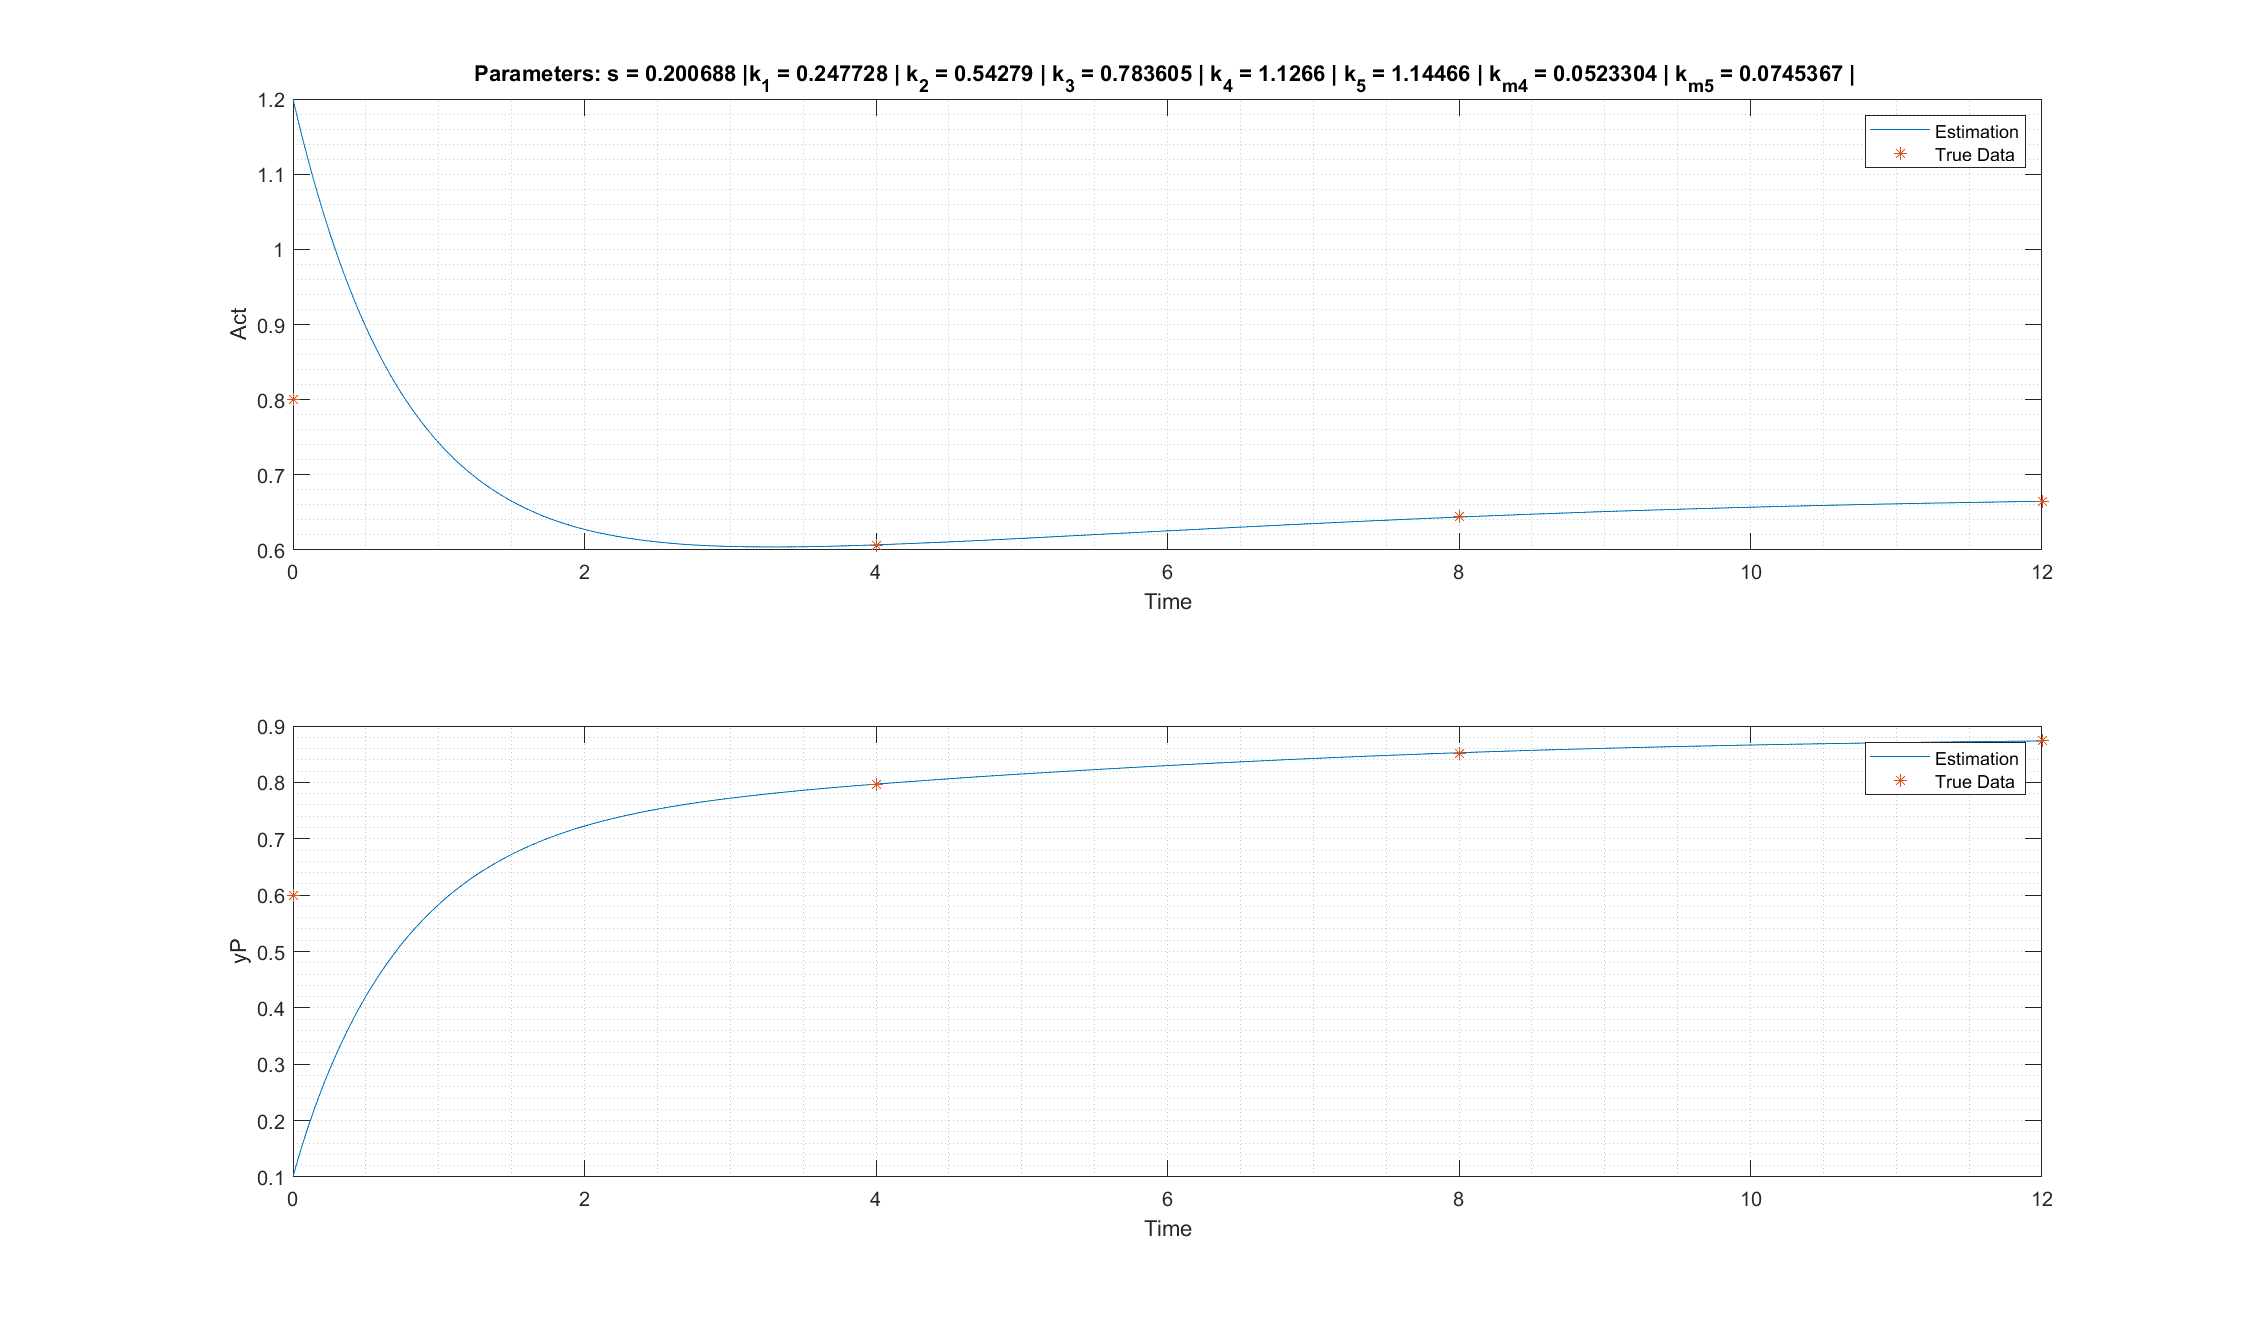 Parameters: s = 0.200688 |k1 = 0.247728 | k2 = 0.54279 | k3 = 0.783605 | k4 = 1.1266 | k5 = 1.14466 | km4 = 0.0523304 | km5 = 0.0745367 |
1.2
1.1
1
0.9
0.8
0.7
0.6
Act
Estimation
True Data
0 2 4 6 8 10 12
Time
0.9
0.8
0.7
0.6
0.5
0.4
0.3
0.2
0.1
yP
Estimation
True Data
0 2 4 6 8 10 12
Time